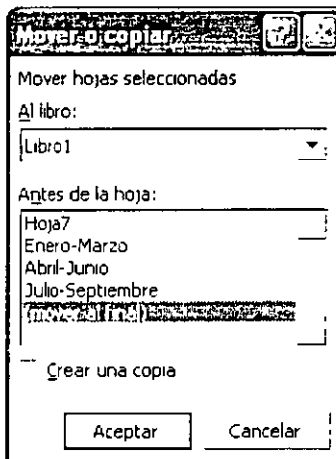 Mover o copiar
Mover hojas seleccionadas
Al libro:
Libro1
Antes de la hoja:
Hoja7
Enero-Marzo
Abril-Junio
Julio-Septiembre
(mover al final)
Crear una copia
Aceptar
Cancelar